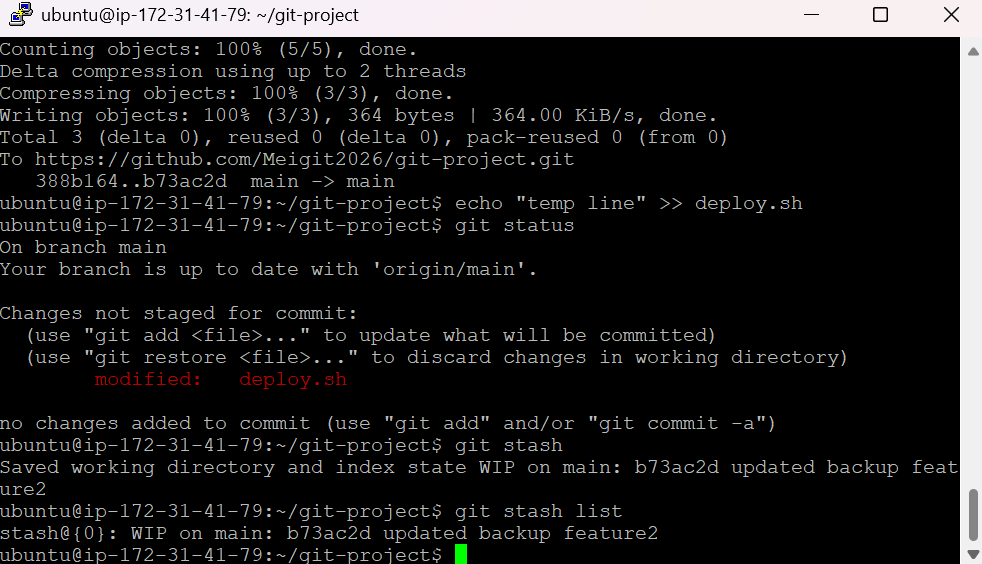 ubuntu@ip-172-31-41-79: ~/git-project
Counting objects: 100% (5/5), done.
Delta compression using up to 2 threads
Compressing objects: 100% (3/3), done.
Writing objects: 100% (3/3), 364 bytes | 364.00 KiB/s, done.
Total 3 (delta 0), reused 0 (delta 0), pack-reused 0 (from 0)
To https://github.com/Meigit2026/git-project.git
   388b164..b73ac2d  main -> main
ubuntu@ip-172-31-41-79:~/git-project$ echo "temp line" >> deploy.sh
ubuntu@ip-172-31-41-79:~/git-project$ git status
On branch main
Your branch is up to date with 'origin/main'.

Changes not staged for commit:
  (use "git add <file>..." to update what will be committed)
  (use "git restore <file>..." to discard changes in working directory)
        modified:   deploy.sh

no changes added to commit (use "git add" and/or "git commit -a")
ubuntu@ip-172-31-41-79:~/git-project$ git stash
Saved working directory and index state WIP on main: b73ac2d updated backup feat
ure2
ubuntu@ip-172-31-41-79:~/git-project$ git stash list
stash@{0}: WIP on main: b73ac2d updated backup feature2
ubuntu@ip-172-31-41-79:~/git-project$